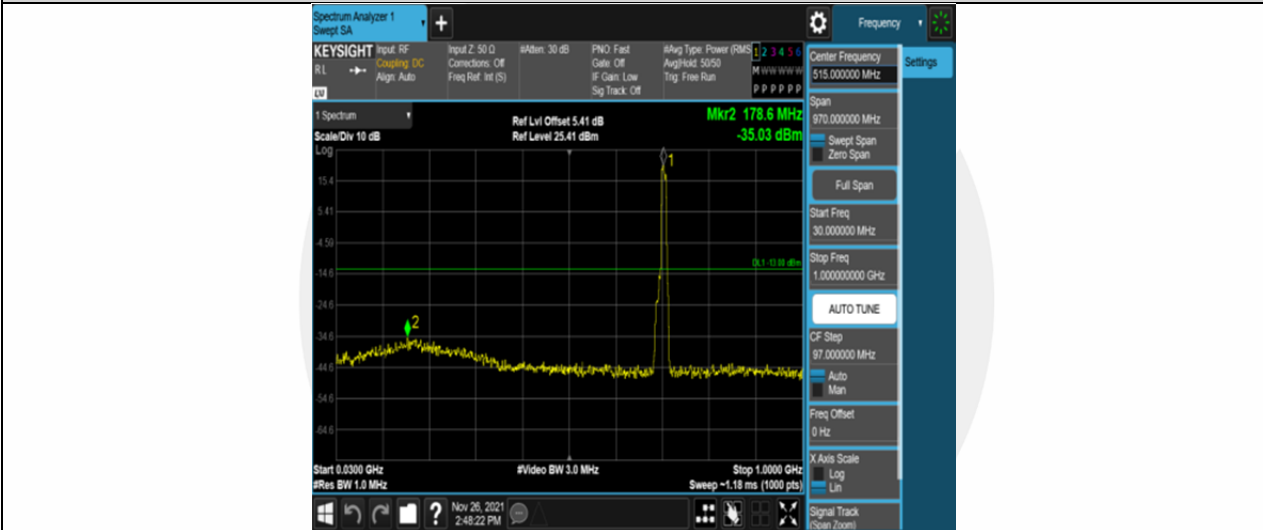 Spectrum Analyzer 1
Swept SA
+
Frequency
KEYSIGHT
RL
LV
Input: RF
Coupling: DC
Align: Auto
Input Z: 50 Ω
Corrections: Off
Freq Ref: Int (S)
#Atten: 30 dB
PNO: Fast
Gate: Off
IF Gain: Low
Sig Track: Off
#Avg Type: Power (RMS
Avg|Hold: 50/50
Trig: Free Run
1 2 3 4 5 6
M W W W W W
P P P P P P
1 Spectrum
Scale/Div 10 dB
Log
Ref Lvl Offset 5.41 dB
Ref Level 25.41 dBm
Mkr2 178.6 MHz
-35.03 dBm
1
15.4
5.41
-4.59
DL1 -13.00 dBm
-14.6
-24.6
2
-34.6
-44.6
-54.6
-64.6
Start 0.0300 GHz
#Res BW 1.0 MHz
#Video BW 3.0 MHz
Stop 1.0000 GHz
Sweep ~1.18 ms (1000 pts)
?
Nov 26, 2021
2:48:22 PM
Center Frequency
515.000000 MHz
Settings
Span
970.000000 MHz
Swept Span
Zero Span
Full Span
Start Freq
30.000000 MHz
Stop Freq
1.000000000 GHz
AUTO TUNE
CF Step
97.000000 MHz
Auto
Man
Freq Offset
0 Hz
X Axis Scale
Log
Lin
Signal Track
(Span Zoom)